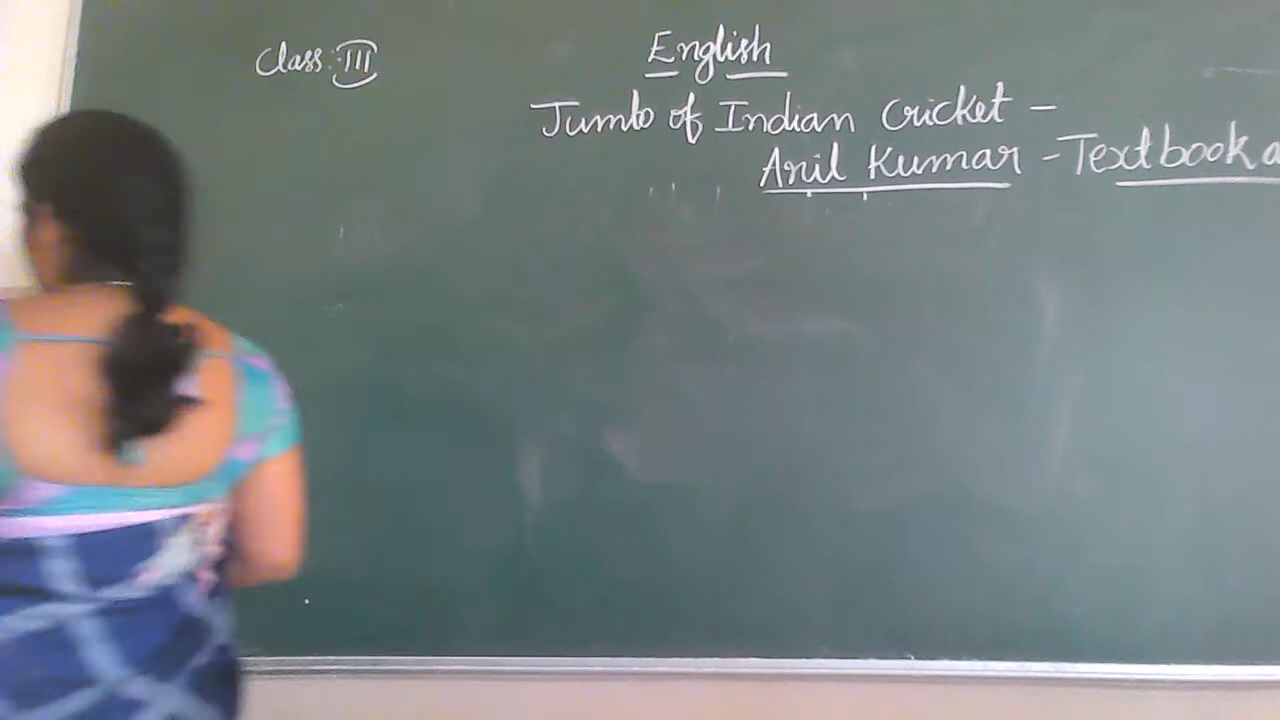 Class: III
English
Jumbo of Indian Cricket -
Anil Kumar - Textbook